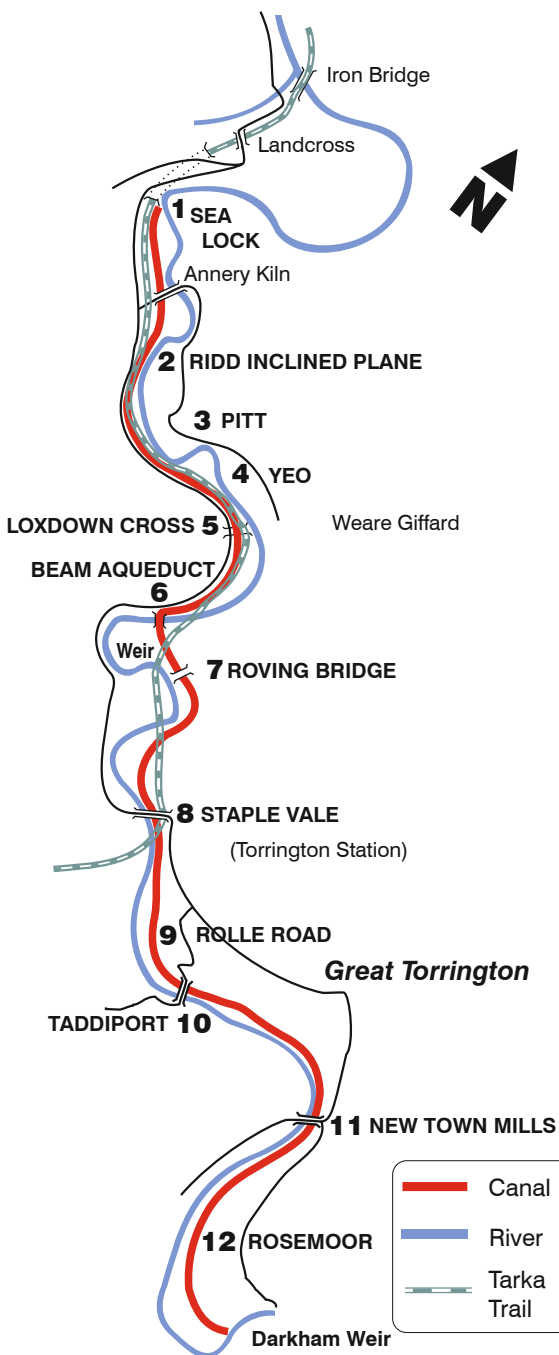 Iron Bridge
Landcross
N
1 SEA
LOCK
Annery Kiln
2 RIDD INCLINED PLANE
3 PITT
4 YEO
Weare Giffard
LOXDOWN CROSS 5
BEAM AQUEDUCT
6
Weir
7 ROVING BRIDGE
8 STAPLE VALE
(Torrington Station)
9 ROLLE ROAD
Great Torrington
TADDIPORT 10
11 NEW TOWN MILLS
12 ROSEMOOR
Darkham Weir
Canal
River
Tarka
Trail